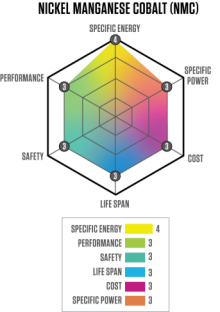 NICKEL MANGANESE COBALT (NMC)
SPECIFIC ENERGY
4
PERFORMANCE
3
SPECIFIC
POWER
3
SAFETY
3
COST
3
LIFE SPAN
3
SPECIFIC ENERGY 4
PERFORMANCE 3
SAFETY 3
LIFE SPAN 3
COST 3
SPECIFIC POWER 3